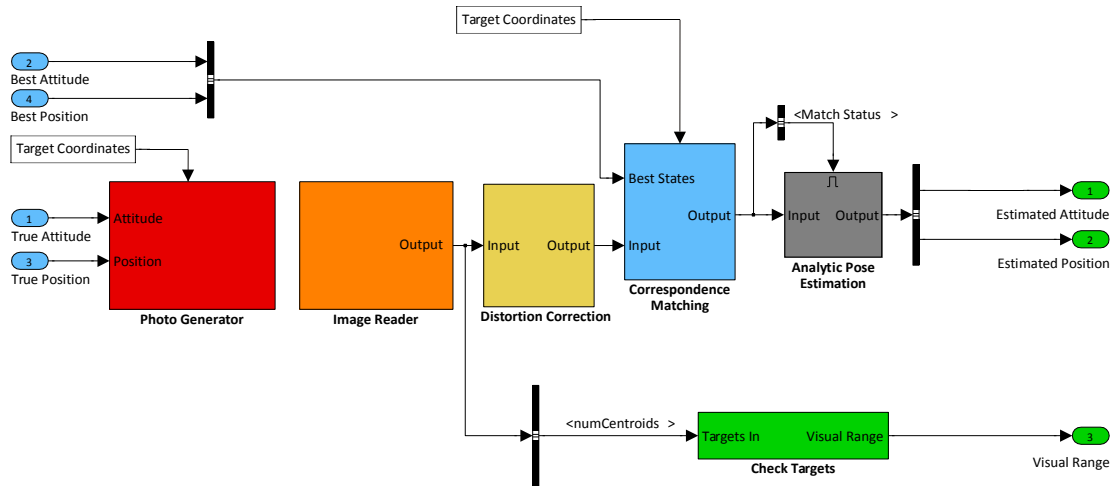 Target Coordinates
2
Best Attitude
4
Best Position
<Match Status >
Target Coordinates
Best States
Output
Input
Input
Output
1
Estimated Attitude
2
Estimated Position
Analytic Pose
Estimation
1
True Attitude
3
True Position
Attitude
Position
Photo Generator
Output
Image Reader
Input
Output
Distortion Correction
Correspondence
Matching
<numCentroids >
Targets In
Visual Range
Check Targets
3
Visual Range